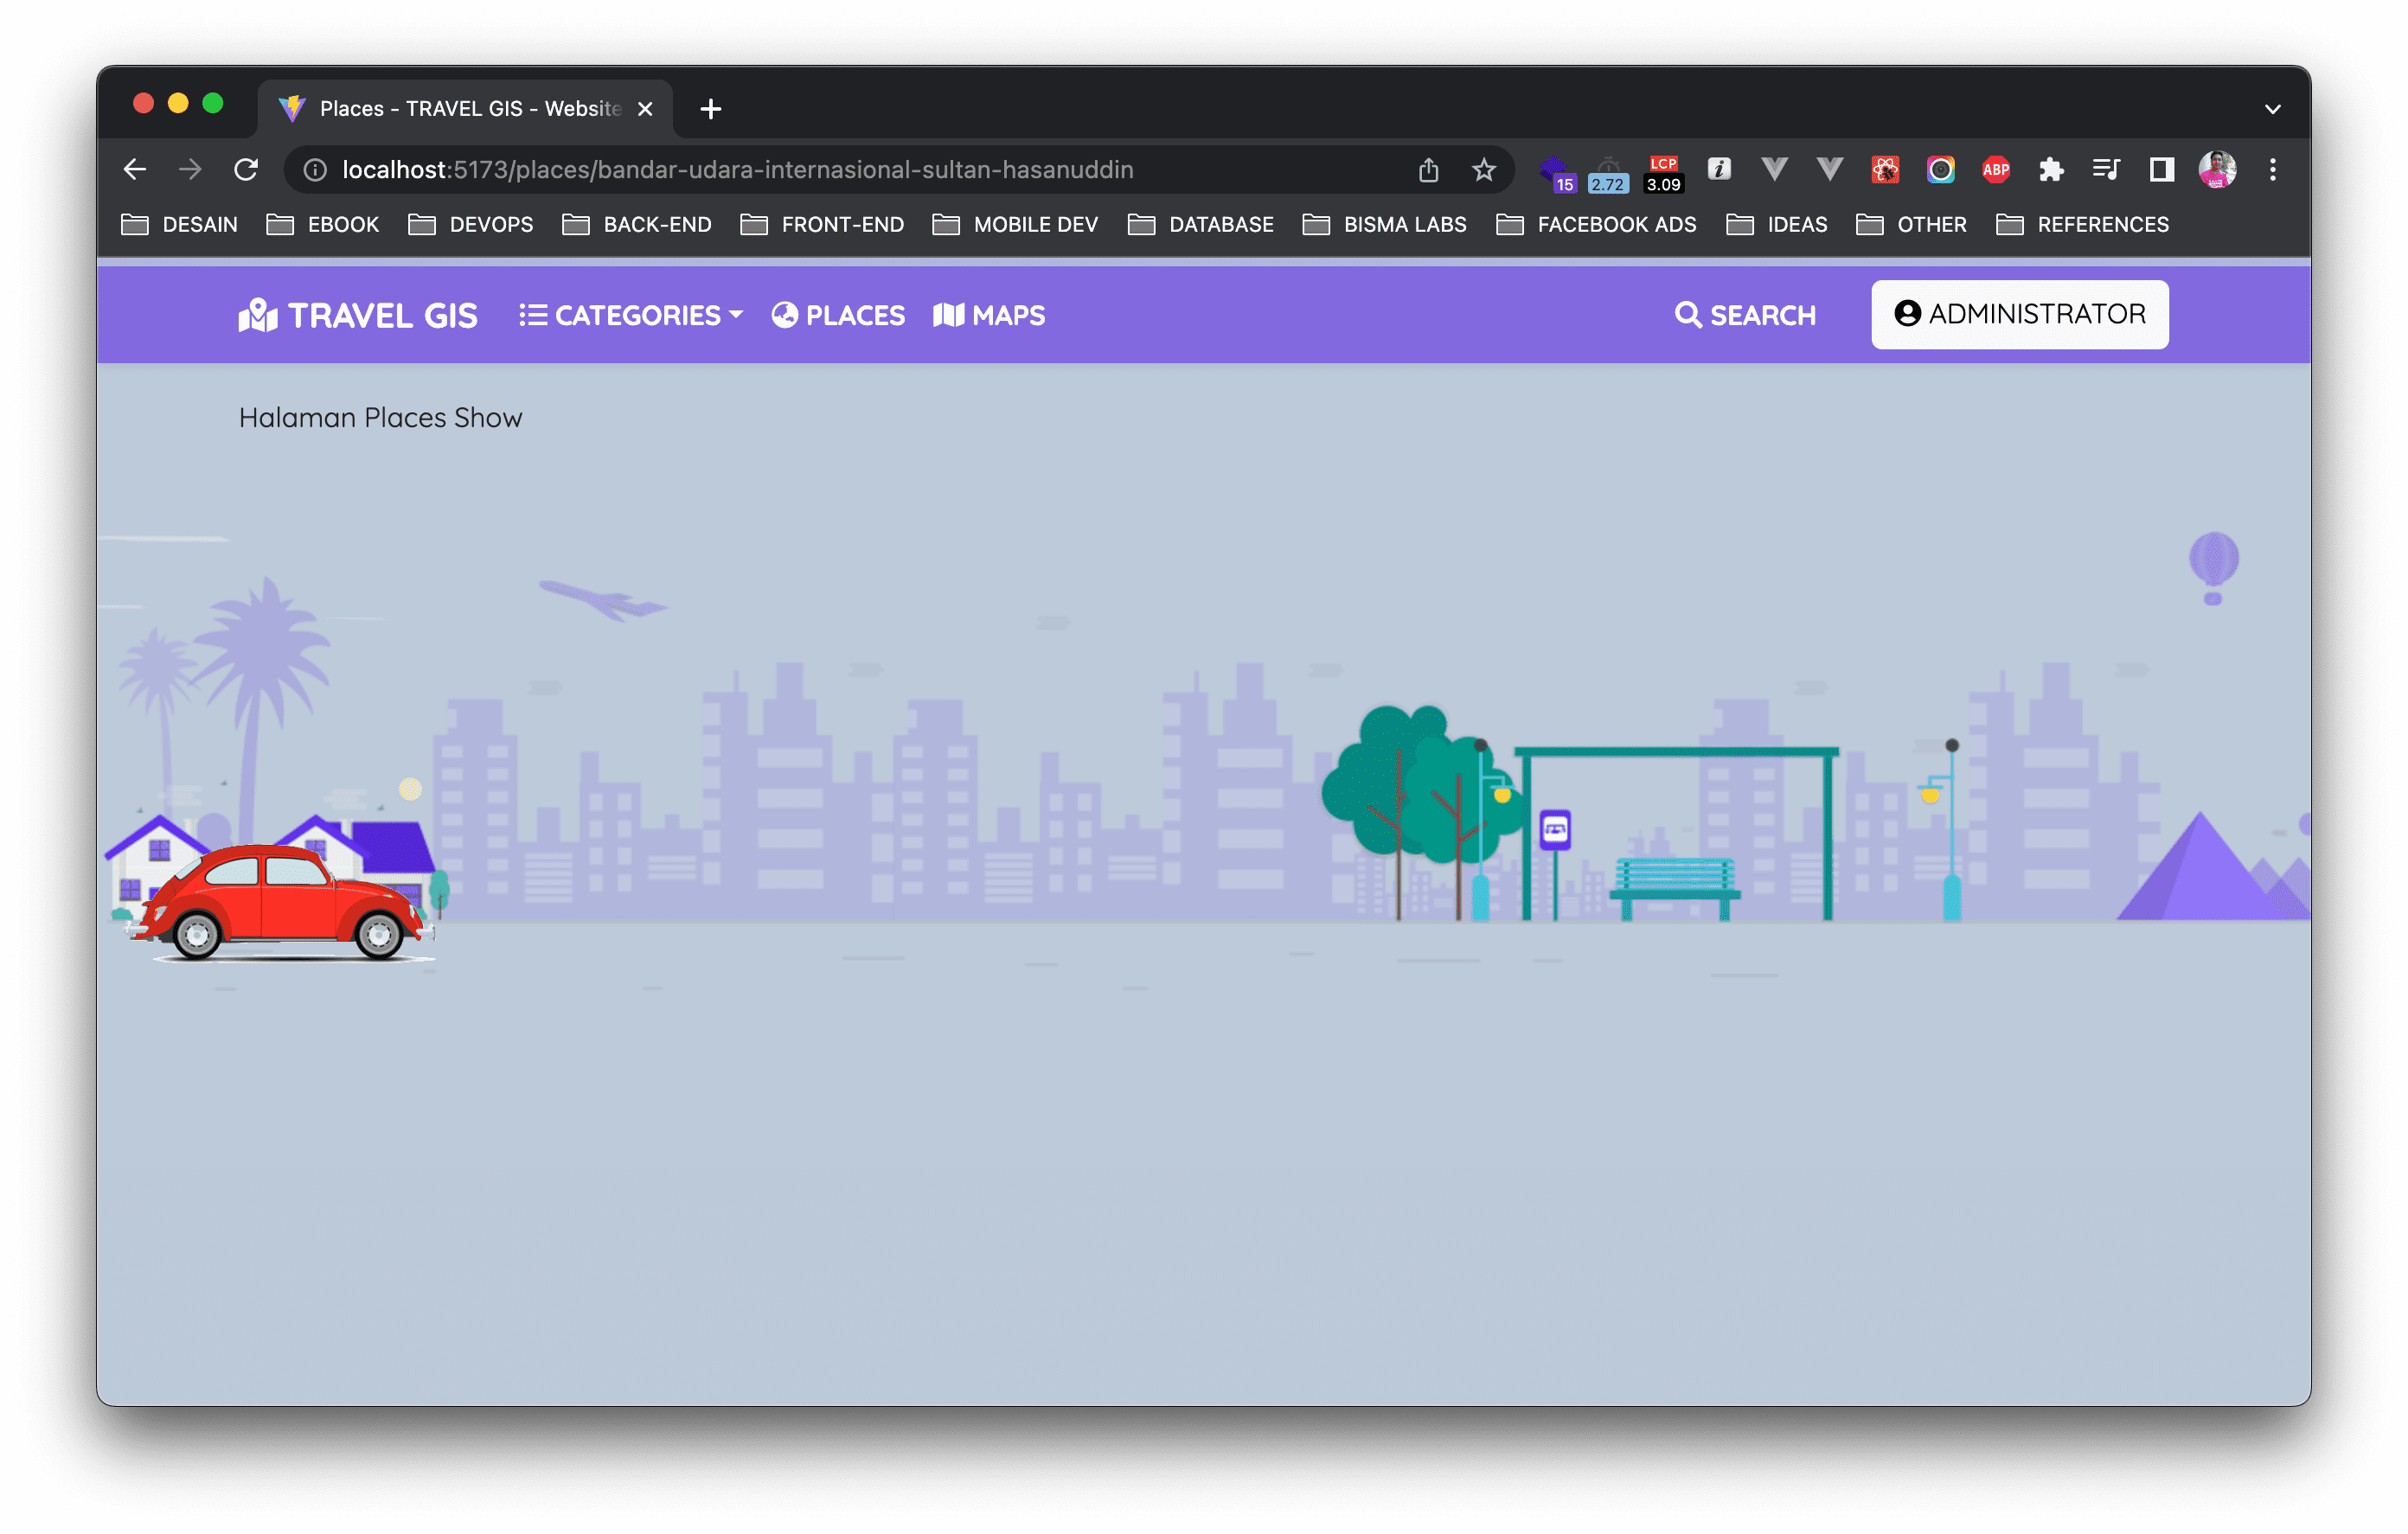 Places - TRAVEL GIS - Website
localhost:5173/places/bandar-udara-internasional-sultan-hasanuddin
15
2.72
LCP
3.09
i
ABP
DESAIN EBOOK DEVOPS BACK-END FRONT-END MOBILE DEV DATABASE BISMA LABS FACEBOOK ADS IDEAS OTHER REFERENCES
TRAVEL GIS CATEGORIES PLACES MAPS SEARCH ADMINISTRATOR
Halaman Places Show